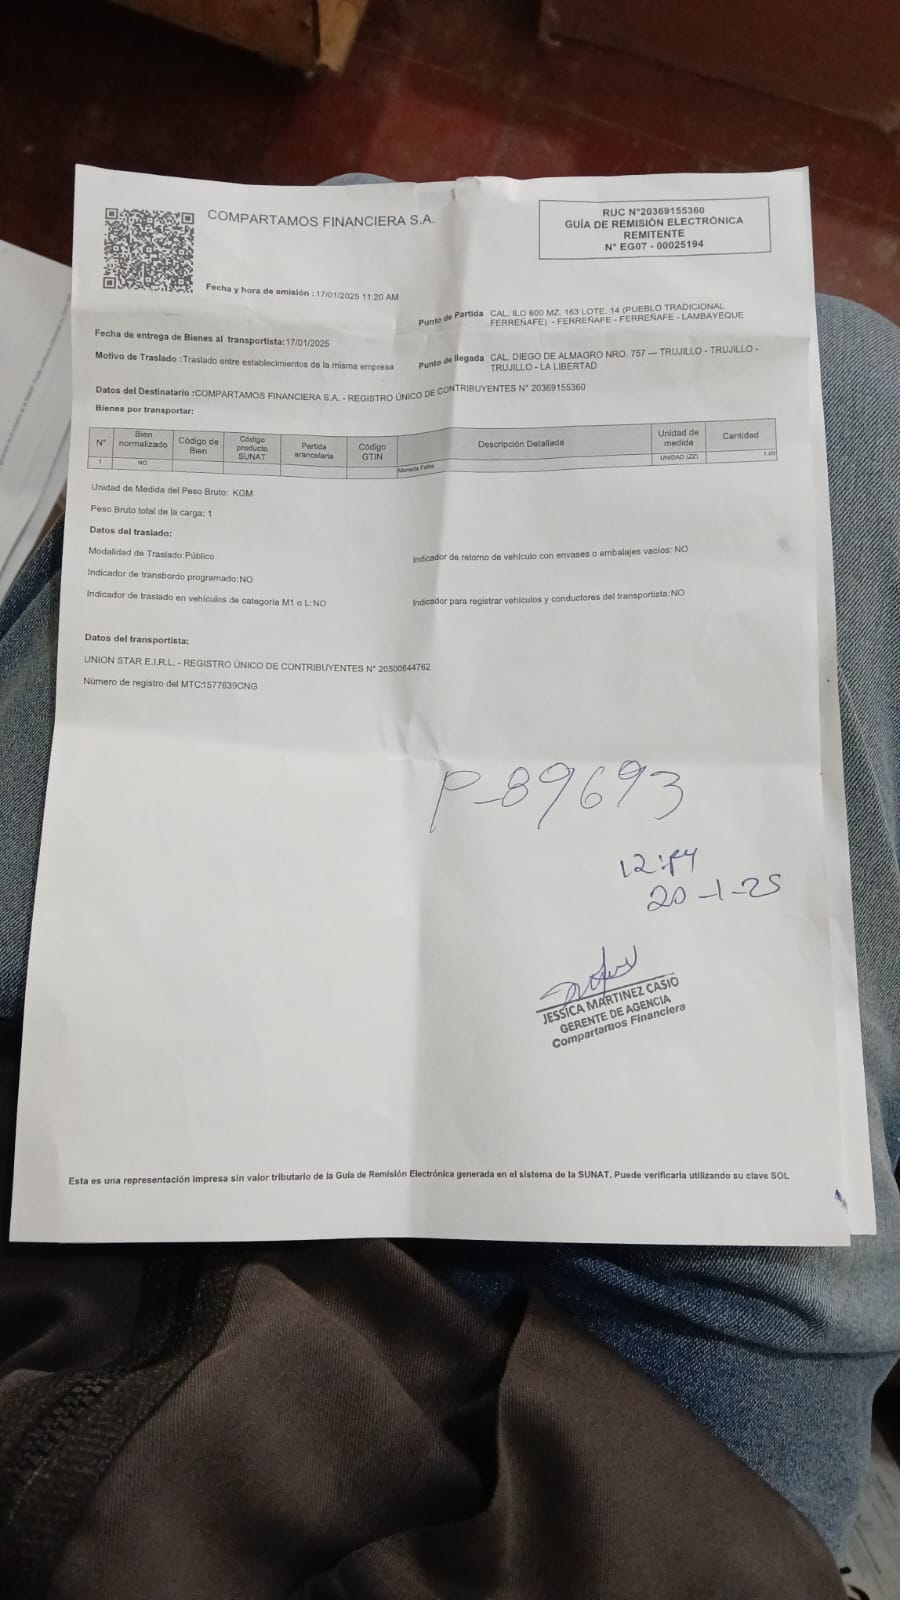 COMPARTAMOS FINANCIERA S.A.
RUC N°20369155360
GUÍA DE REMISIÓN ELECTRÓNICA
REMITENTE
N° EG07 - 00025194
Fecha y hora de emisión : 17/01/2025 11:20 AM
Fecha de entrega de Bienes al transportista: 17/01/2025
Motivo de Traslado : Traslado entre establecimientos de la misma empresa
Punto de Partida CAL. ILO 600 MZ. 163 LOTE. 14 (PUEBLO TRADICIONAL
FERREÑAFE) - FERREÑAFE - FERREÑAFE - LAMBAYEQUE
Punto de llegada CAL. DIEGO DE ALMAGRO NRO. 757 --- TRUJILLO - TRUJILLO -
TRUJILLO - LA LIBERTAD
Datos del Destinatario : COMPARTAMOS FINANCIERA S.A. - REGISTRO ÚNICO DE CONTRIBUYENTES N° 20369155360
Bienes por transportar:
N° Bien normalizado Código de Bien Código producto SUNAT Partida arancelaria Código GTIN Descripción Detallada Unidad de medida Cantidad
1 NO Moneda Falsa UNIDAD (ZZ) 1.00
Unidad de Medida del Peso Bruto: KGM
Peso Bruto total de la carga: 1
Datos del traslado:
Modalidad de Traslado: Público
Indicador de retorno de vehículo con envases o embalajes vacíos: NO
Indicador de transbordo programado: NO
Indicador de traslado en vehículos de categoría M1 o L: NO
Indicador para registrar vehículos y conductores del transportista: NO
Datos del transportista:
UNION STAR E.I.R.L. - REGISTRO ÚNICO DE CONTRIBUYENTES N° 20500644762
Número de registro del MTC:1577639CNG
P-89693
20-1-25
JESSICA MARTINEZ CASIO
GERENTE DE AGENCIA
Compartamos Financiera
Esta es una representación impresa sin valor tributario de la Guía de Remisión Electrónica generada en el sistema de la SUNAT. Puede verificarla utilizando su clave SOL